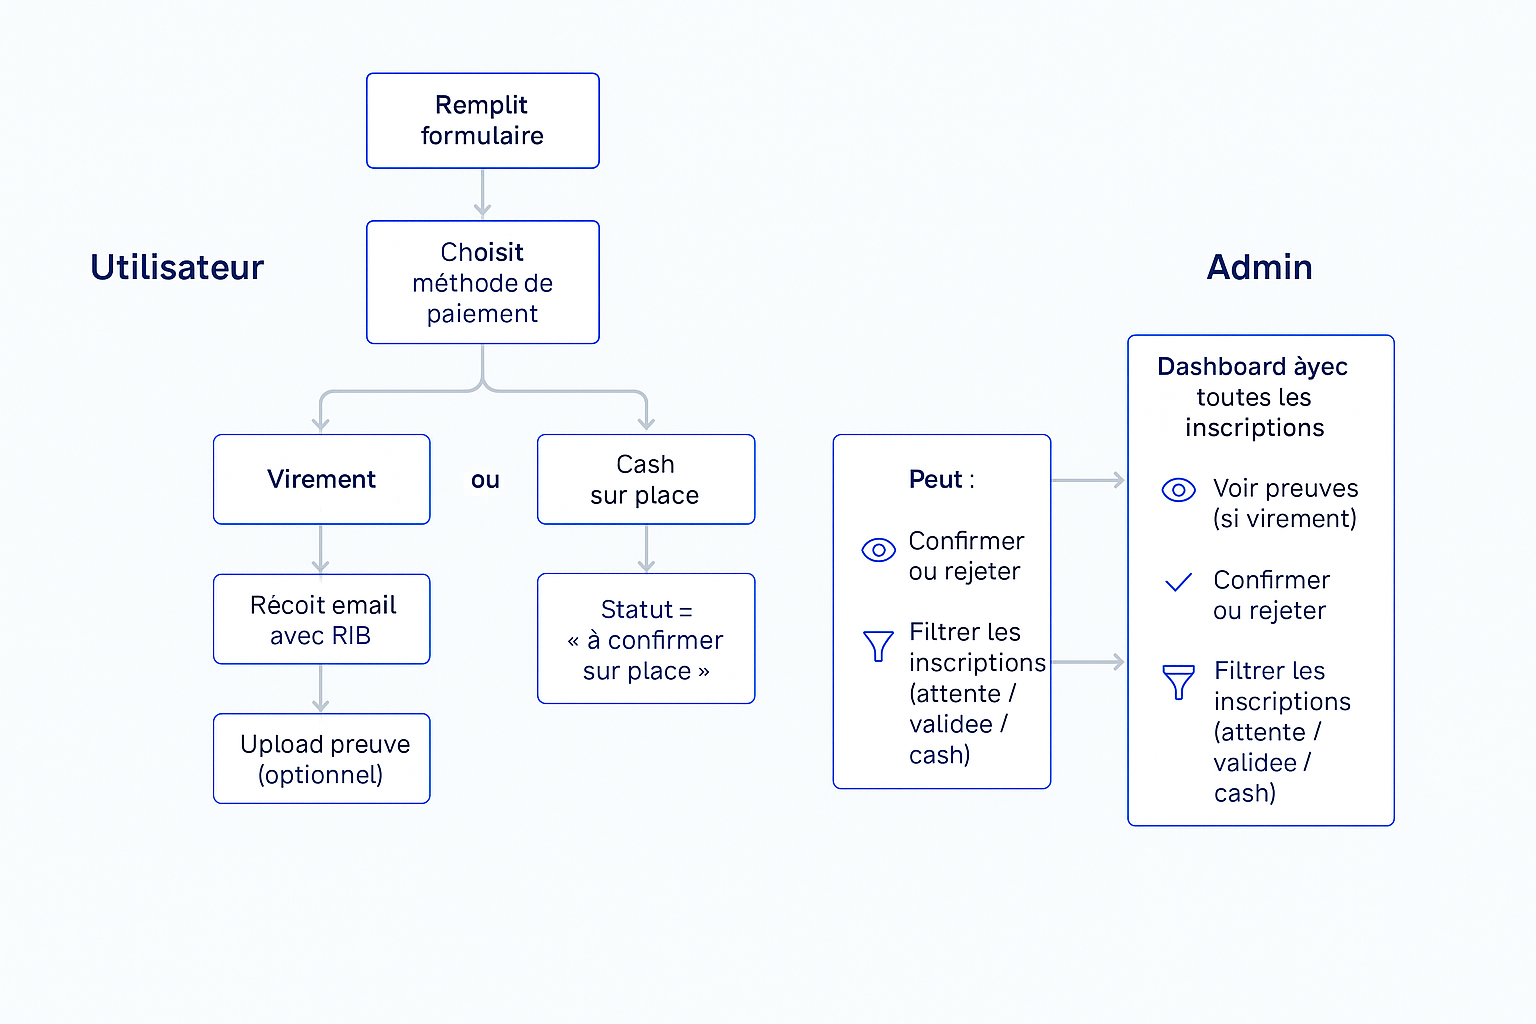 Remplit
formulaire
Utilisateur
Choisit
méthode de
paiement
Virement
ou
Cash
sur place
Récoit email
avec RIB
Statut =
« à confirmer
sur place »
Upload preuve
(optionnel)
Admin
Peut :
Confirmer
ou rejeter
Filtrer les
inscriptions
(attente /
validee /
cash)
Dashboard àyec
toutes les
inscriptions
Voir preuves
(si virement)
Confirmer
ou rejeter
Filtrer les
inscriptions
(attente /
validee /
cash)